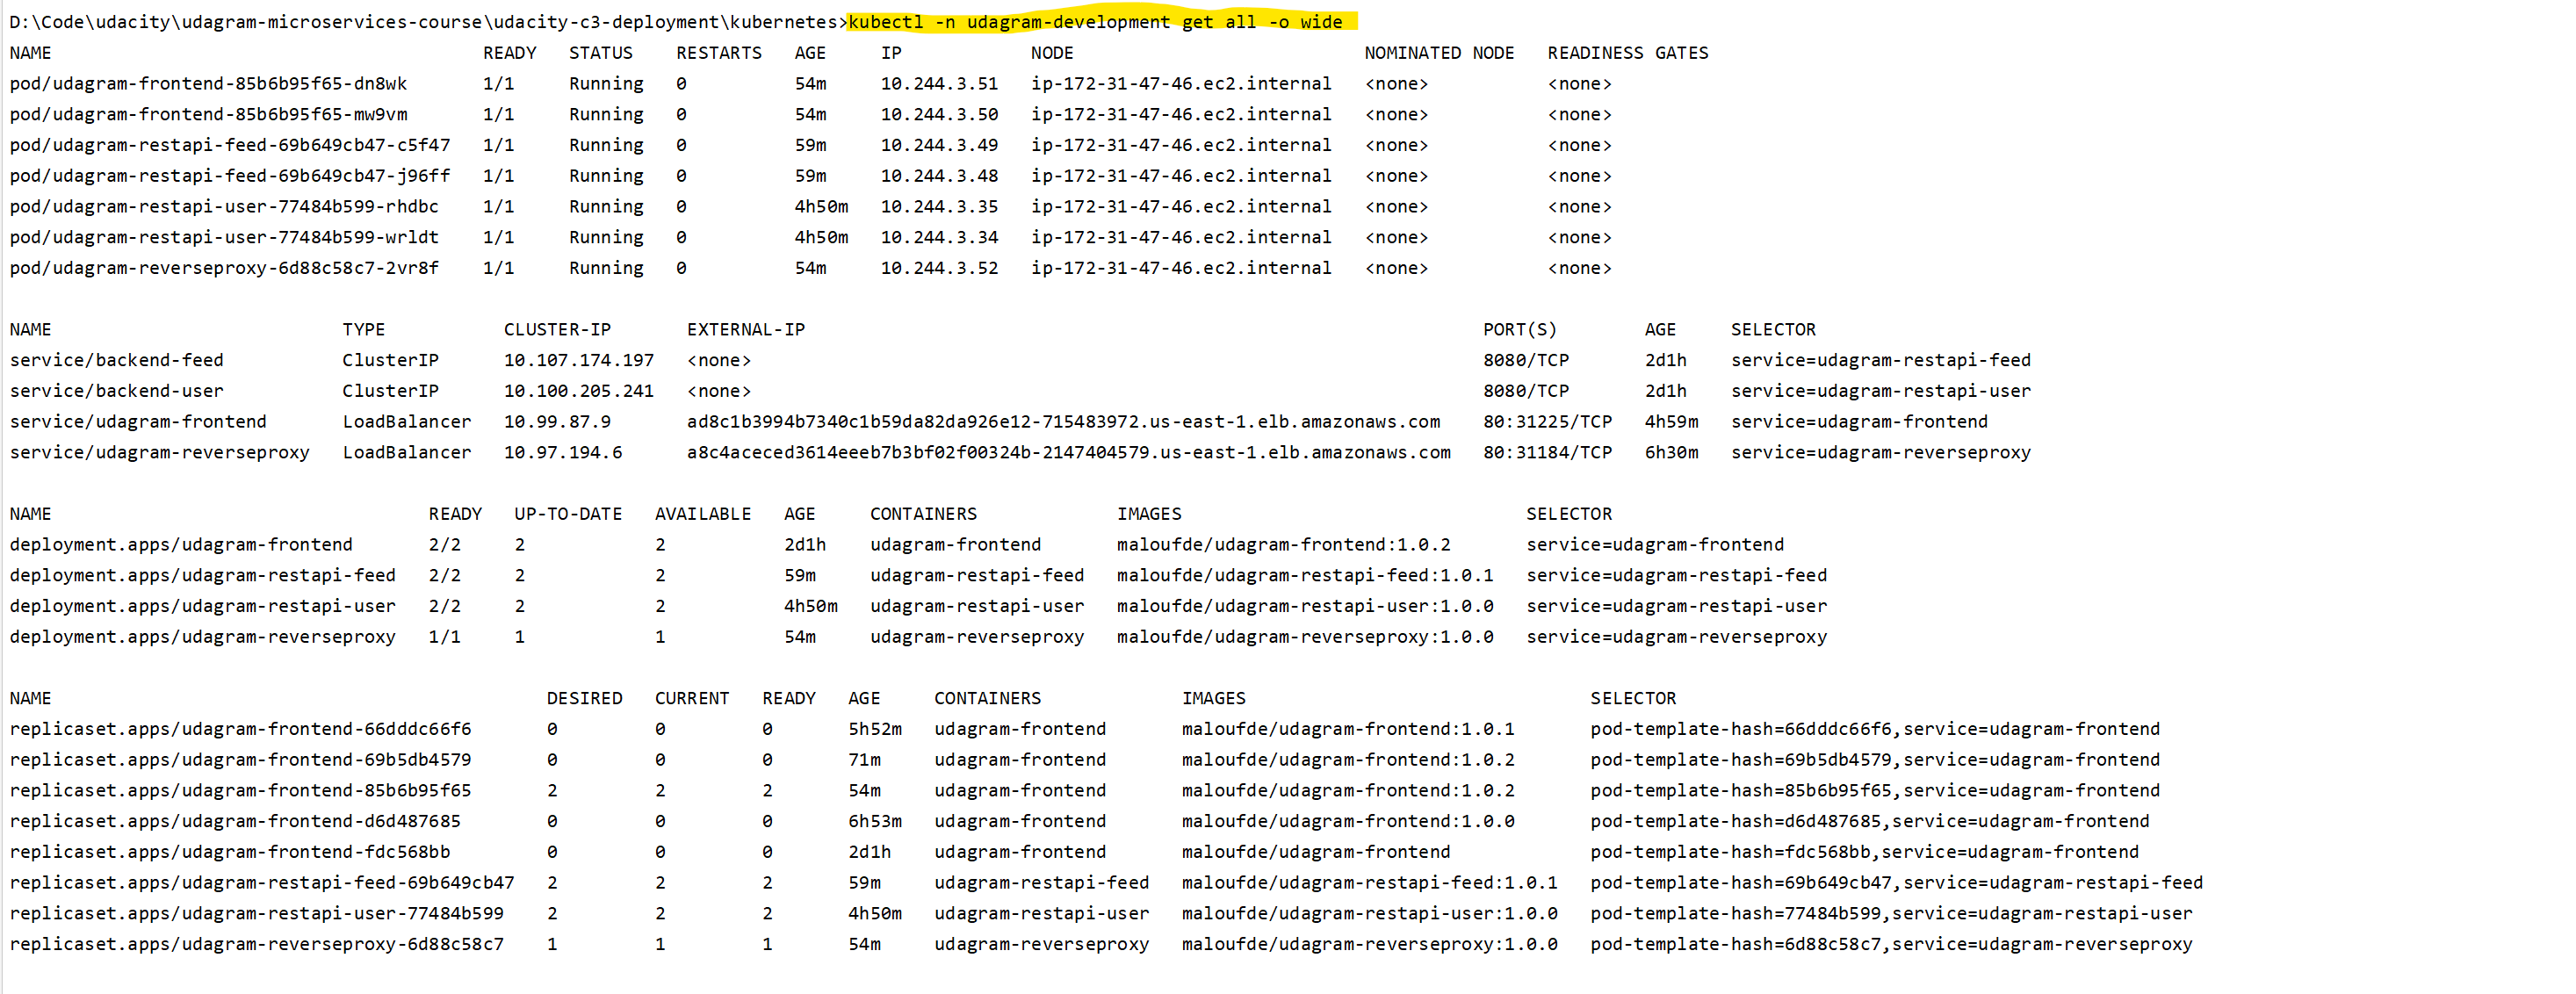 D:\Code\udacity\udagram-microservices-course\udacity-c3-deployment\kubernetes>kubectl -n udagram-development get all -o wide
NAME READY STATUS RESTARTS AGE IP NODE NOMINATED NODE READINESS GATES
pod/udagram-frontend-85b6b95f65-dn8wk 1/1 Running 0 54m 10.244.3.51 ip-172-31-47-46.ec2.internal <none> <none>
pod/udagram-frontend-85b6b95f65-mw9vm 1/1 Running 0 54m 10.244.3.50 ip-172-31-47-46.ec2.internal <none> <none>
pod/udagram-restapi-feed-69b649cb47-c5f47 1/1 Running 0 59m 10.244.3.49 ip-172-31-47-46.ec2.internal <none> <none>
pod/udagram-restapi-feed-69b649cb47-j96ff 1/1 Running 0 59m 10.244.3.48 ip-172-31-47-46.ec2.internal <none> <none>
pod/udagram-restapi-user-77484b599-rhdbc 1/1 Running 0 4h50m 10.244.3.35 ip-172-31-47-46.ec2.internal <none> <none>
pod/udagram-restapi-user-77484b599-wrldt 1/1 Running 0 4h50m 10.244.3.34 ip-172-31-47-46.ec2.internal <none> <none>
pod/udagram-reverseproxy-6d88c58c7-2vr8f 1/1 Running 0 54m 10.244.3.52 ip-172-31-47-46.ec2.internal <none> <none>
NAME TYPE CLUSTER-IP EXTERNAL-IP PORT(S) AGE SELECTOR
service/backend-feed ClusterIP 10.107.174.197 <none> 8080/TCP 2d1h service=udagram-restapi-feed
service/backend-user ClusterIP 10.100.205.241 <none> 8080/TCP 2d1h service=udagram-restapi-user
service/udagram-frontend LoadBalancer 10.99.87.9 ad8c1b3994b7340c1b59da82da926e12-715483972.us-east-1.elb.amazonaws.com 80:31225/TCP 4h59m service=udagram-frontend
service/udagram-reverseproxy LoadBalancer 10.97.194.6 a8c4aceced3614eeeb7b3bf02f00324b-2147404579.us-east-1.elb.amazonaws.com 80:31184/TCP 6h30m service=udagram-reverseproxy
NAME READY UP-TO-DATE AVAILABLE AGE CONTAINERS IMAGES SELECTOR
deployment.apps/udagram-frontend 2/2 2 2 2d1h udagram-frontend maloufde/udagram-frontend:1.0.2 service=udagram-frontend
deployment.apps/udagram-restapi-feed 2/2 2 2 59m udagram-restapi-feed maloufde/udagram-restapi-feed:1.0.1 service=udagram-restapi-feed
deployment.apps/udagram-restapi-user 2/2 2 2 4h50m udagram-restapi-user maloufde/udagram-restapi-user:1.0.0 service=udagram-restapi-user
deployment.apps/udagram-reverseproxy 1/1 1 1 54m udagram-reverseproxy maloufde/udagram-reverseproxy:1.0.0 service=udagram-reverseproxy
NAME DESIRED CURRENT READY AGE CONTAINERS IMAGES SELECTOR
replicaset.apps/udagram-frontend-66dddc66f6 0 0 0 5h52m udagram-frontend maloufde/udagram-frontend:1.0.1 pod-template-hash=66dddc66f6,service=udagram-frontend
replicaset.apps/udagram-frontend-69b5db4579 0 0 0 71m udagram-frontend maloufde/udagram-frontend:1.0.2 pod-template-hash=69b5db4579,service=udagram-frontend
replicaset.apps/udagram-frontend-85b6b95f65 2 2 2 54m udagram-frontend maloufde/udagram-frontend:1.0.2 pod-template-hash=85b6b95f65,service=udagram-frontend
replicaset.apps/udagram-frontend-d6d487685 0 0 0 6h53m udagram-frontend maloufde/udagram-frontend:1.0.0 pod-template-hash=d6d487685,service=udagram-frontend
replicaset.apps/udagram-frontend-fdc568bb 0 0 0 2d1h udagram-frontend maloufde/udagram-frontend pod-template-hash=fdc568bb,service=udagram-frontend
replicaset.apps/udagram-restapi-feed-69b649cb47 2 2 2 59m udagram-restapi-feed maloufde/udagram-restapi-feed:1.0.1 pod-template-hash=69b649cb47,service=udagram-restapi-feed
replicaset.apps/udagram-restapi-user-77484b599 2 2 2 4h50m udagram-restapi-user maloufde/udagram-restapi-user:1.0.0 pod-template-hash=77484b599,service=udagram-restapi-user
replicaset.apps/udagram-reverseproxy-6d88c58c7 1 1 1 54m udagram-reverseproxy maloufde/udagram-reverseproxy:1.0.0 pod-template-hash=6d88c58c7,service=udagram-reverseproxy